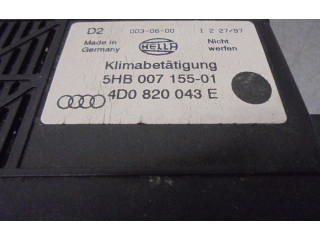 D2 003-06-00 1 2 27/97
Made in Germany HELLA Nicht werfen
Klimabetätigung
5HB 007 155-01
4D0 820 043 E